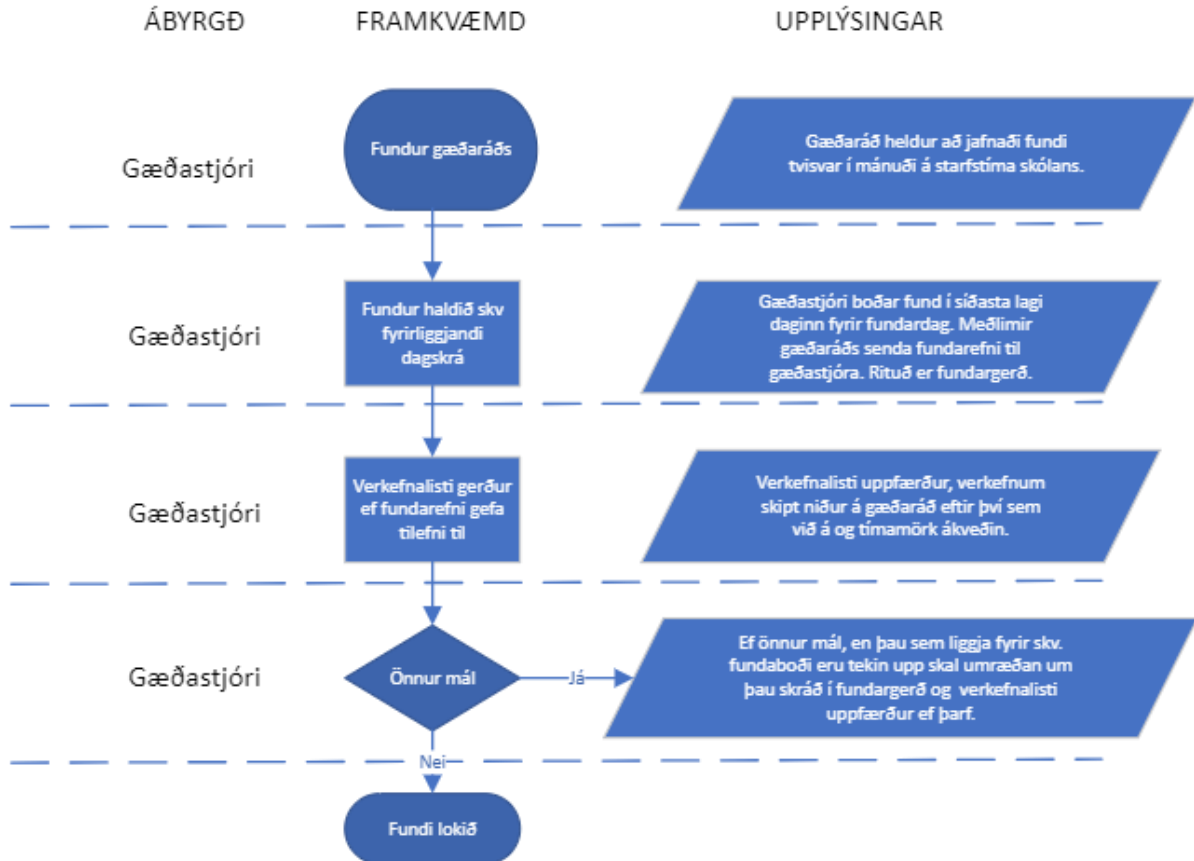 ÁBYRGÐ FRAMKVÆMD UPPLÝSINGAR
Gæðastjóri
Fundur gæðaráðs
Gæðaráð heldur að jafnaði fundi
tvisvar í mánuði á starfstíma skólans.
Gæðastjóri
Fundur haldið skv
fyrirliggjandi
dagskrá
Gæðastjóri boðar fund í síðasta lagi
daginn fyrir fundardag. Meðlimir
gæðaráðs senda fundarefni til
gæðastjóra. Rituð er fundargerð.
Gæðastjóri
Verkefnalisti gerður
ef fundarefni gefa
tilefni til
Verkefnalisti uppfærður, verkefnum
skipt niður á gæðaráð eftir því sem
við á og tímamörk ákveðin.
Gæðastjóri
Önnur mál
Já
Ef önnur mál, en þau sem liggja fyrir skv.
fundaboði eru tekin upp skal umræðan um
þau skráð í fundargerð og verkefnalisti
uppfærður ef þarf.
Nei
Fundi lokið